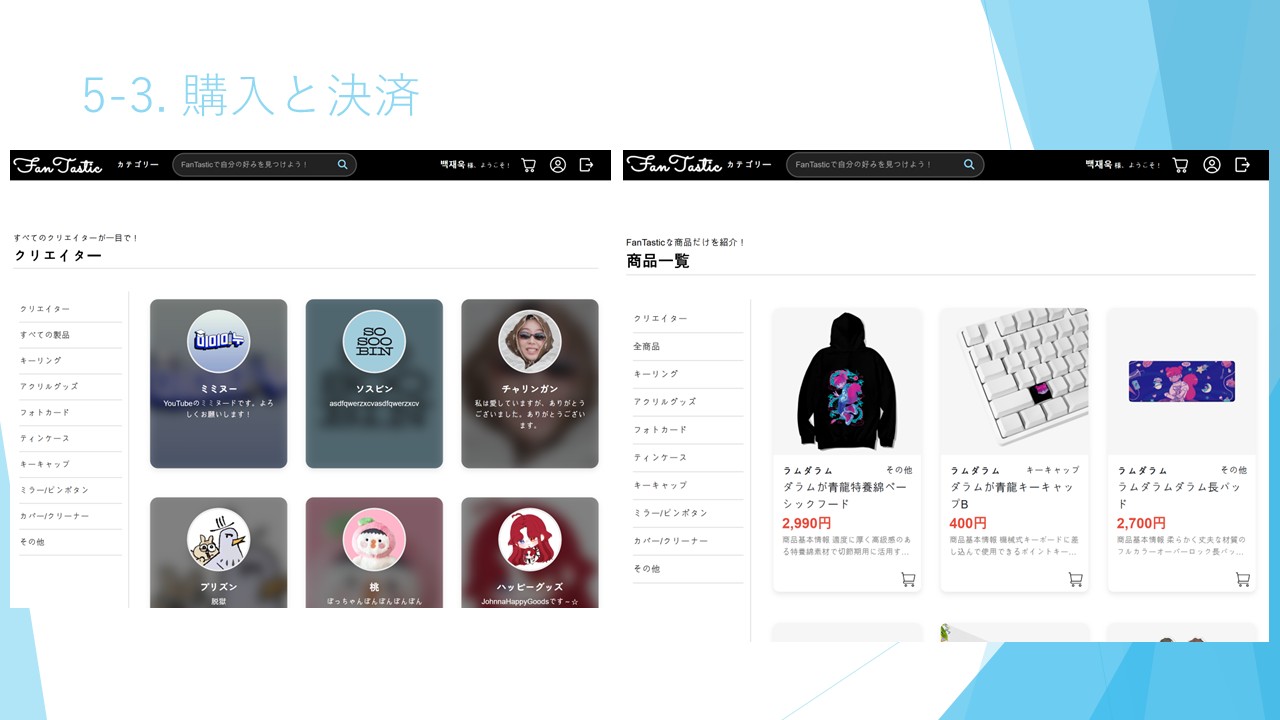 5-3. 購入と決済
FanTastic カテゴリー FanTasticで自分の好みを見つけよう！ 백재욱 様、ようこそ！
すべてのクリエイターが一目で！
クリエイター
クリエイター
すべての製品
キーリング
アクリルグッズ
フォトカード
ティンケース
キーキャップ
ミラー/ピンボタン
カバー/クリーナー
その他
미미미누
ミミヌー
YouTubeのミミヌードです。よろ
しくお願いします！
SO
SOO
BIN
ソスビン
asdfqwerzxcvasdfqwerzxcv
チャリンガン
私は愛していますが、ありがとう
ございました。ありがとうござい
ます。
プリズン
脱獄
桃
ぽっちゃんぽんぽんぽんぽん
ハッピーグッズ
JohnnaHappyGoodsです～☆
FanTastic カテゴリー FanTasticで自分の好みを見つけよう！ 백재욱 様、ようこそ！
FanTasticな商品だけを紹介！
商品一覧
クリエイター
全商品
キーリング
アクリルグッズ
フォトカード
ティンケース
キーキャップ
ミラー/ピンボタン
カバー/クリーナー
その他
ラムダラム その他
ダラムが青龍特養綿ベー
シックフード
2,990円
商品基本情報 適度に厚く高級感のあ
る特養綿素材で切節期用に活用す...
ラムダラム キーキャップ
ダラムが青龍キーキャッ
プB
400円
商品基本情報 機械式キーボードに差
し込んで使用できるポイントキー...
ラムダラム その他
ラムダラムダラム長パッ
ド
2,700円
商品基本情報 柔らかく丈夫な材質の
フルカラーオーバーロック長パッ...